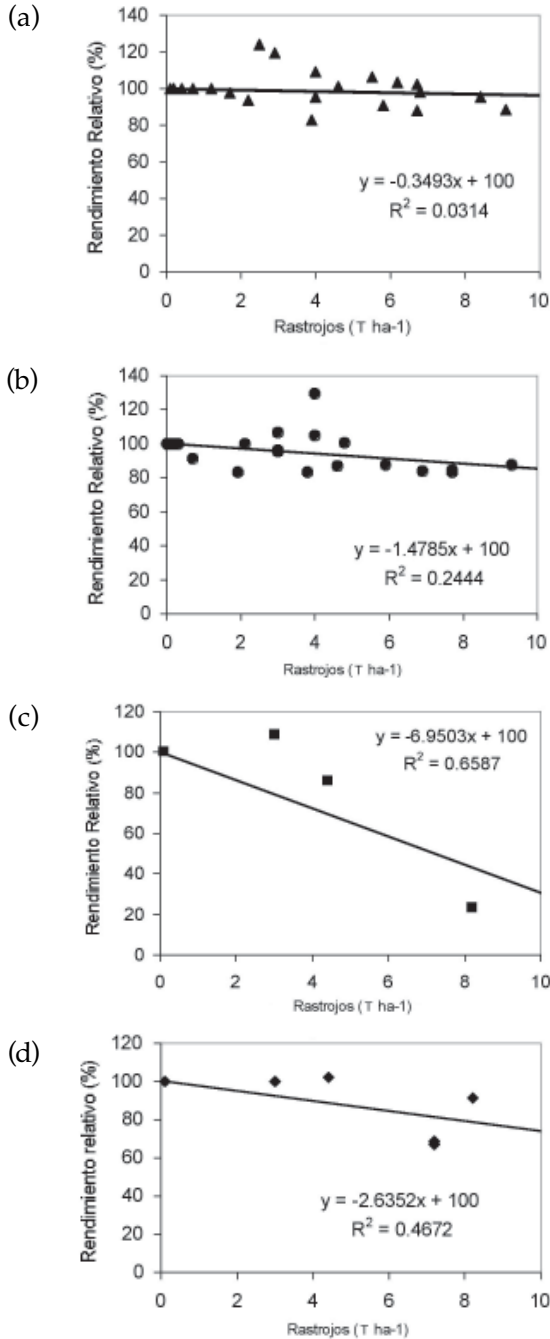 (a)
Rendimiento Relativo (%)
140
120
100
80
60
40
20
0
y = -0.3493x + 100
R² = 0.0314
0 2 4 6 8 10
Rastrojos (T ha-1)
(b)
Rendimiento Relativo (%)
140
120
100
80
60
40
20
0
y = -1.4785x + 100
R² = 0.2444
0 2 4 6 8 10
Rastrojos (T ha-1)
(c)
Rendimiento Relativo (%)
120
100
80
60
40
20
0
y = -6.9503x + 100
R² = 0.6587
0 2 4 6 8 10
Rastrojos (T ha-1)
(d)
Rendimiento relativo (%)
120
100
80
60
40
20
0
y = -2.6352x + 100
R² = 0.4672
0 2 4 6 8 10
Rastrojos (T ha-1)